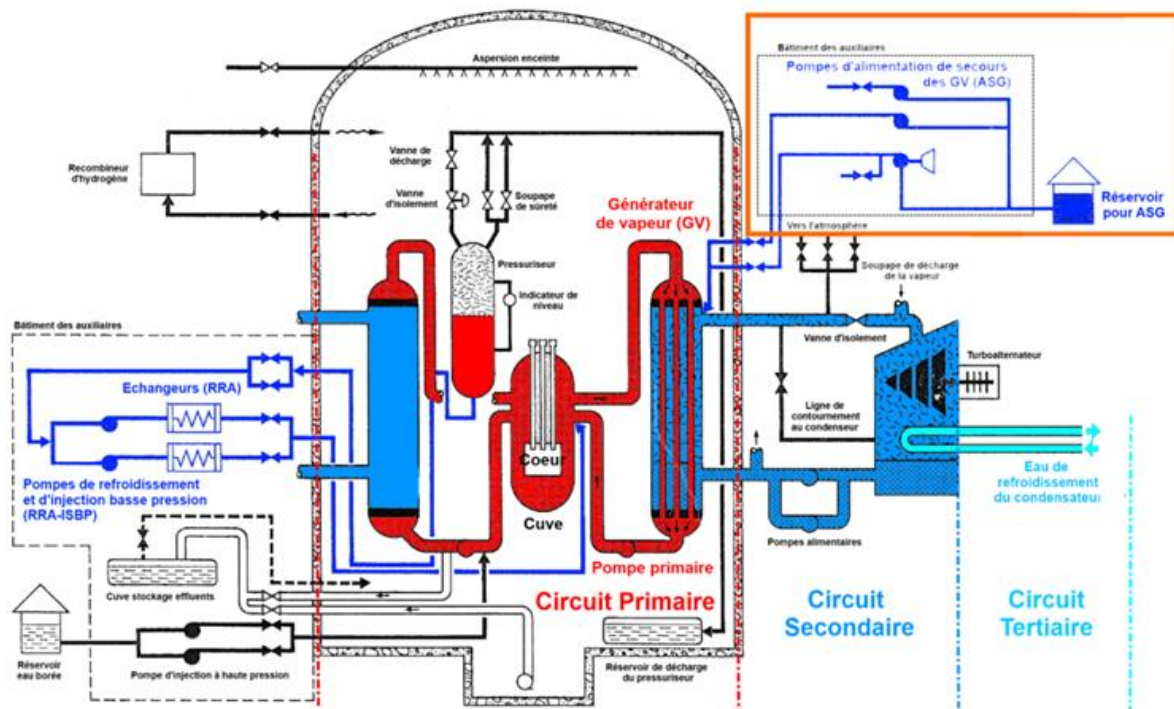 Aspersion enceinte
Bâtiment des auxiliaires
Pompes d'alimentation de secours
des GV (ASG)
Réservoir
pour ASG
Recombineur
d'hydrogène
Vanne de
décharge
Vanne
d'isolement
Soupape
de sûreté
Générateur
de vapeur (GV)
Vers l'atmosphère
Soupape de décharge
de la vapeur
Pressuriseur
Indicateur de
niveau
Vanne d'isolement
Turboalternateur
Bâtiment des auxiliaires
Echangeurs (RRA)
Ligne de
contournement
au condenseur
Coeur
Cuve
Eau de
refroidissement
du condensateur
Pompes de refroidissement
et d'injection basse pression
(RRA-ISBP)
Pompes alimentaires
Pompe primaire
Cuve stockage effluents
Circuit Primaire
Circuit
Secondaire
Circuit
Tertiaire
Réservoir
eau borée
Pompe d'injection à haute pression
Réservoir de décharge
du pressuriseur